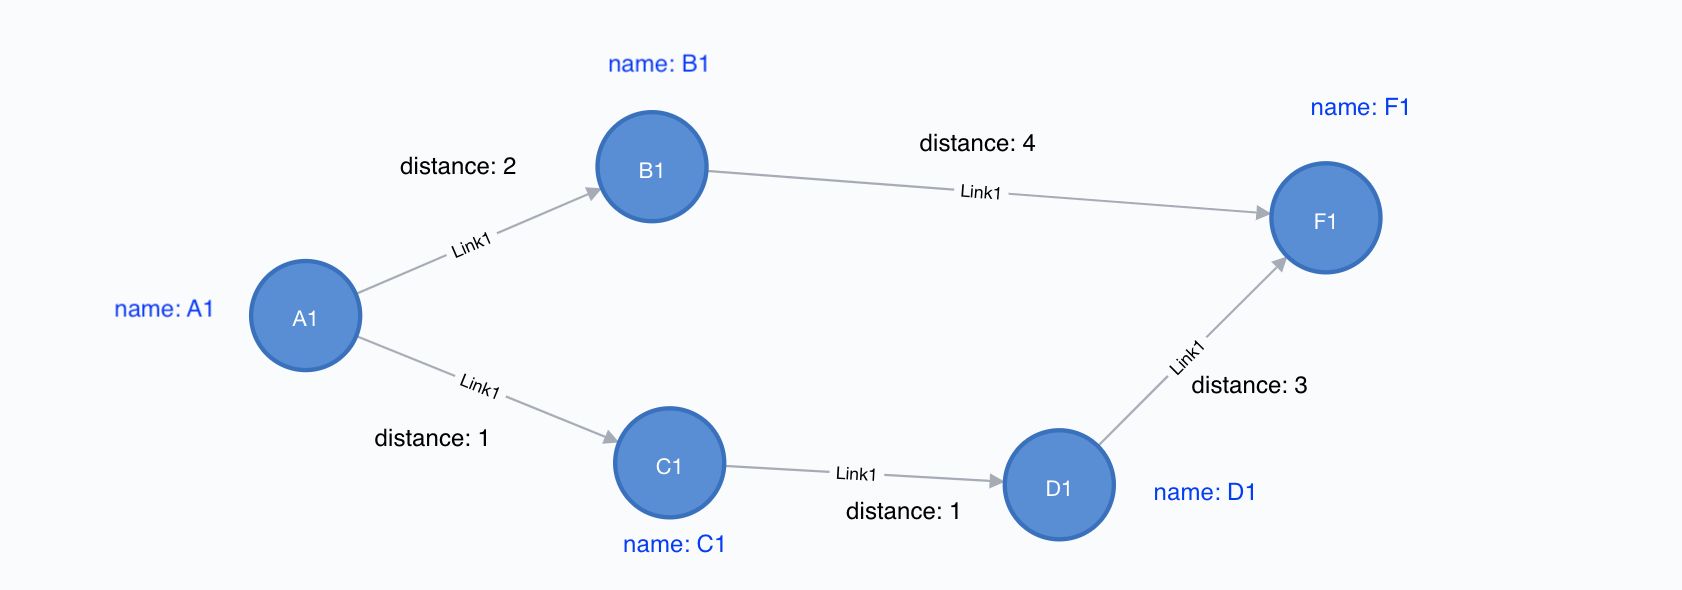 name: B1
name: F1
distance: 4
distance: 2
B1
Link1
F1
Link1
name: A1
A1
Link1
Link1
distance: 3
distance: 1
C1
Link1
D1
name: D1
distance: 1
name: C1